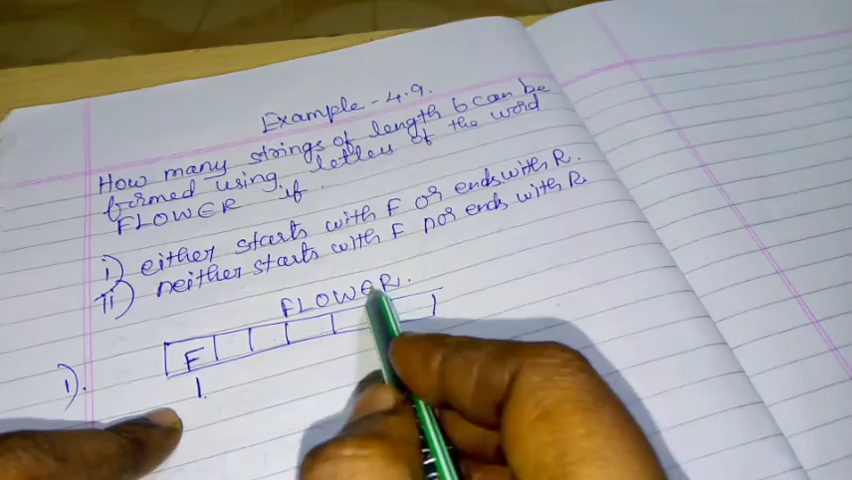 Example - 4.9.
How many strings of length 6 can be
formed using letters of the word
FLOWER if
i) either starts with F or ends with R.
ii) neither starts with F nor ends with R.
FLOWER.
i). F
1.